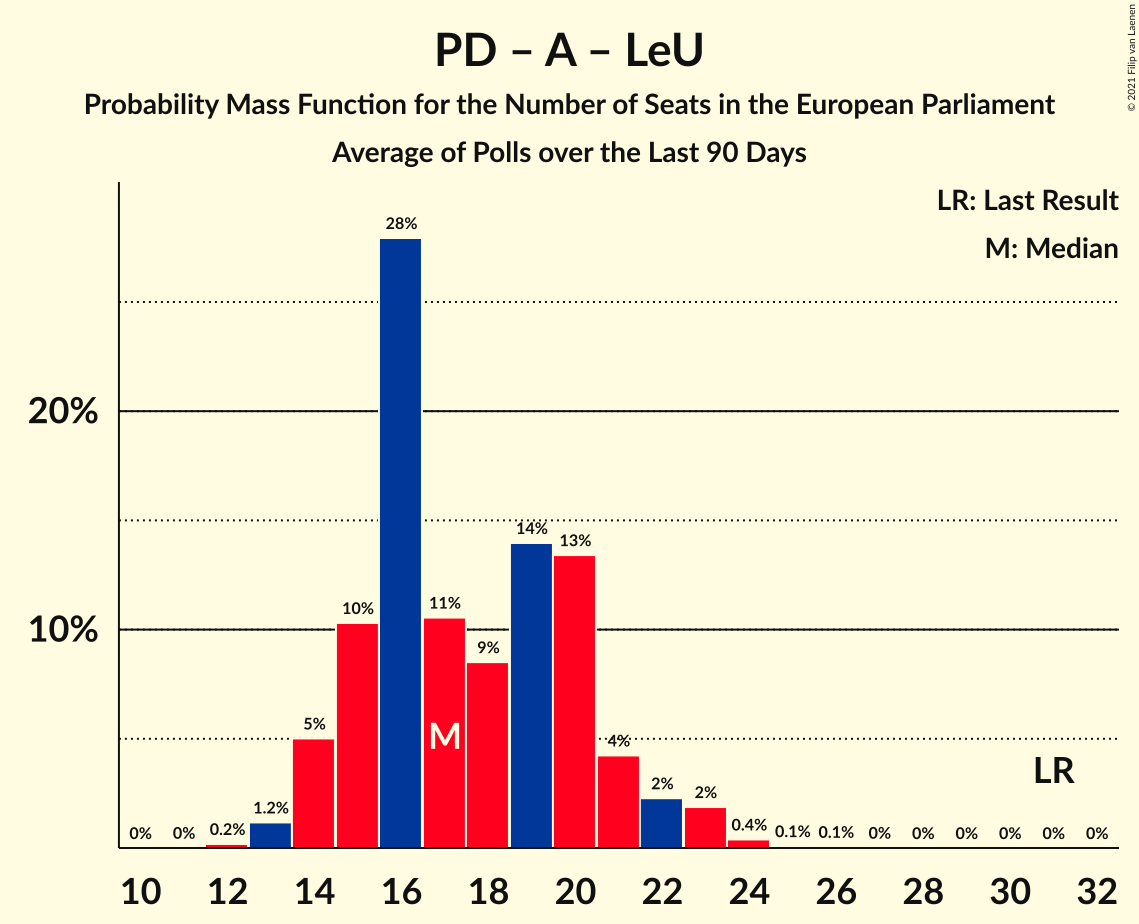 © 2021 Filip van Laenen
PD – A – LeU
Probability Mass Function for the Number of Seats in the European Parliament
Average of Polls over the Last 90 Days
LR: Last Result
M: Median
20%
10%
0%
0%
0.2%
1.2%
5%
10%
28%
11%
9%
14%
13%
4%
2%
2%
0.4%
0.1%
0.1%
0%
0%
0%
0%
0%
0%
M
LR
10 12 14 16 18 20 22 24 26 28 30 32